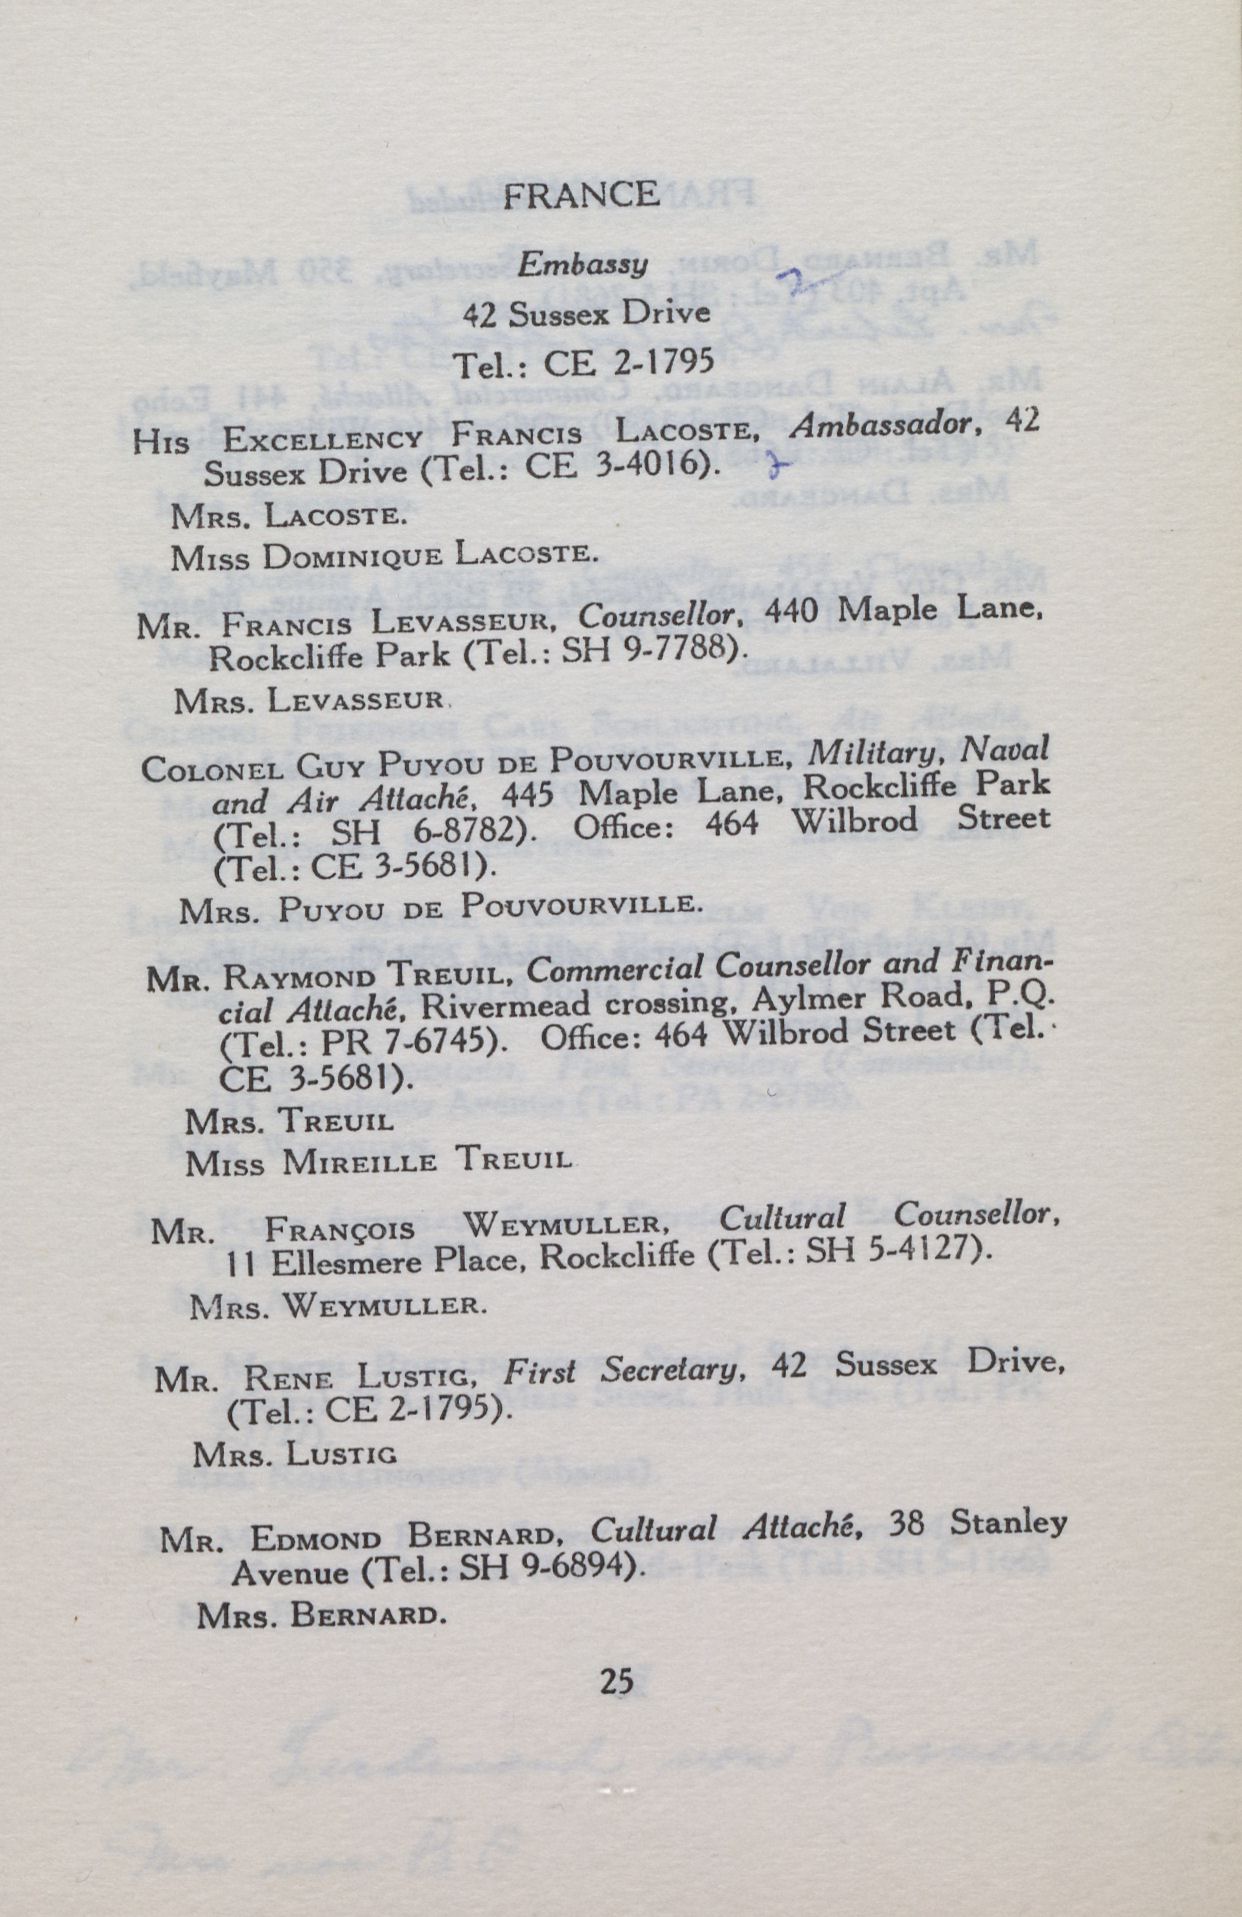 FRANCE
Embassy
42 Sussex Drive
Tel.: CE 2-1795
HIS EXCELLENCY FRANCIS LACOSTE, Ambassador, 42
Sussex Drive (Tel.: CE 3-4016).
MRS. LACOSTE.
MISS DOMINIQUE LACOSTE.
MR. FRANCIS LEVASSEUR, Counsellor, 440 Maple Lane,
Rockcliffe Park (Tel.: SH 9-7788).
MRS. LEVASSEUR.
COLONEL GUY PUYOU DE POUVOURVILLE, Military, Naval
and Air Attaché, 445 Maple Lane, Rockcliffe Park
(Tel.: SH 6-8782). Office: 464 Wilbrod Street
(Tel.: CE 3-5681).
MRS. PUYOU DE POUVOURVILLE.
MR. RAYMOND TREUIL, Commercial Counsellor and Finan-
cial Attaché, Rivermead crossing, Aylmer Road, P.Q.
(Tel.: PR 7-6745). Office: 464 Wilbrod Street (Tel.
CE 3-5681).
MRS. TREUIL
MISS MIREILLE TREUIL
MR. FRANÇOIS WEYMULLER, Cultural Counsellor,
11 Ellesmere Place, Rockcliffe (Tel.: SH 5-4127).
MRS. WEYMULLER.
MR. RENE LUSTIG, First Secretary, 42 Sussex Drive,
(Tel.: CE 2-1795).
MRS. LUSTIG
MR. EDMOND BERNARD, Cultural Attaché, 38 Stanley
Avenue (Tel.: SH 9-6894).
MRS. BERNARD.
25